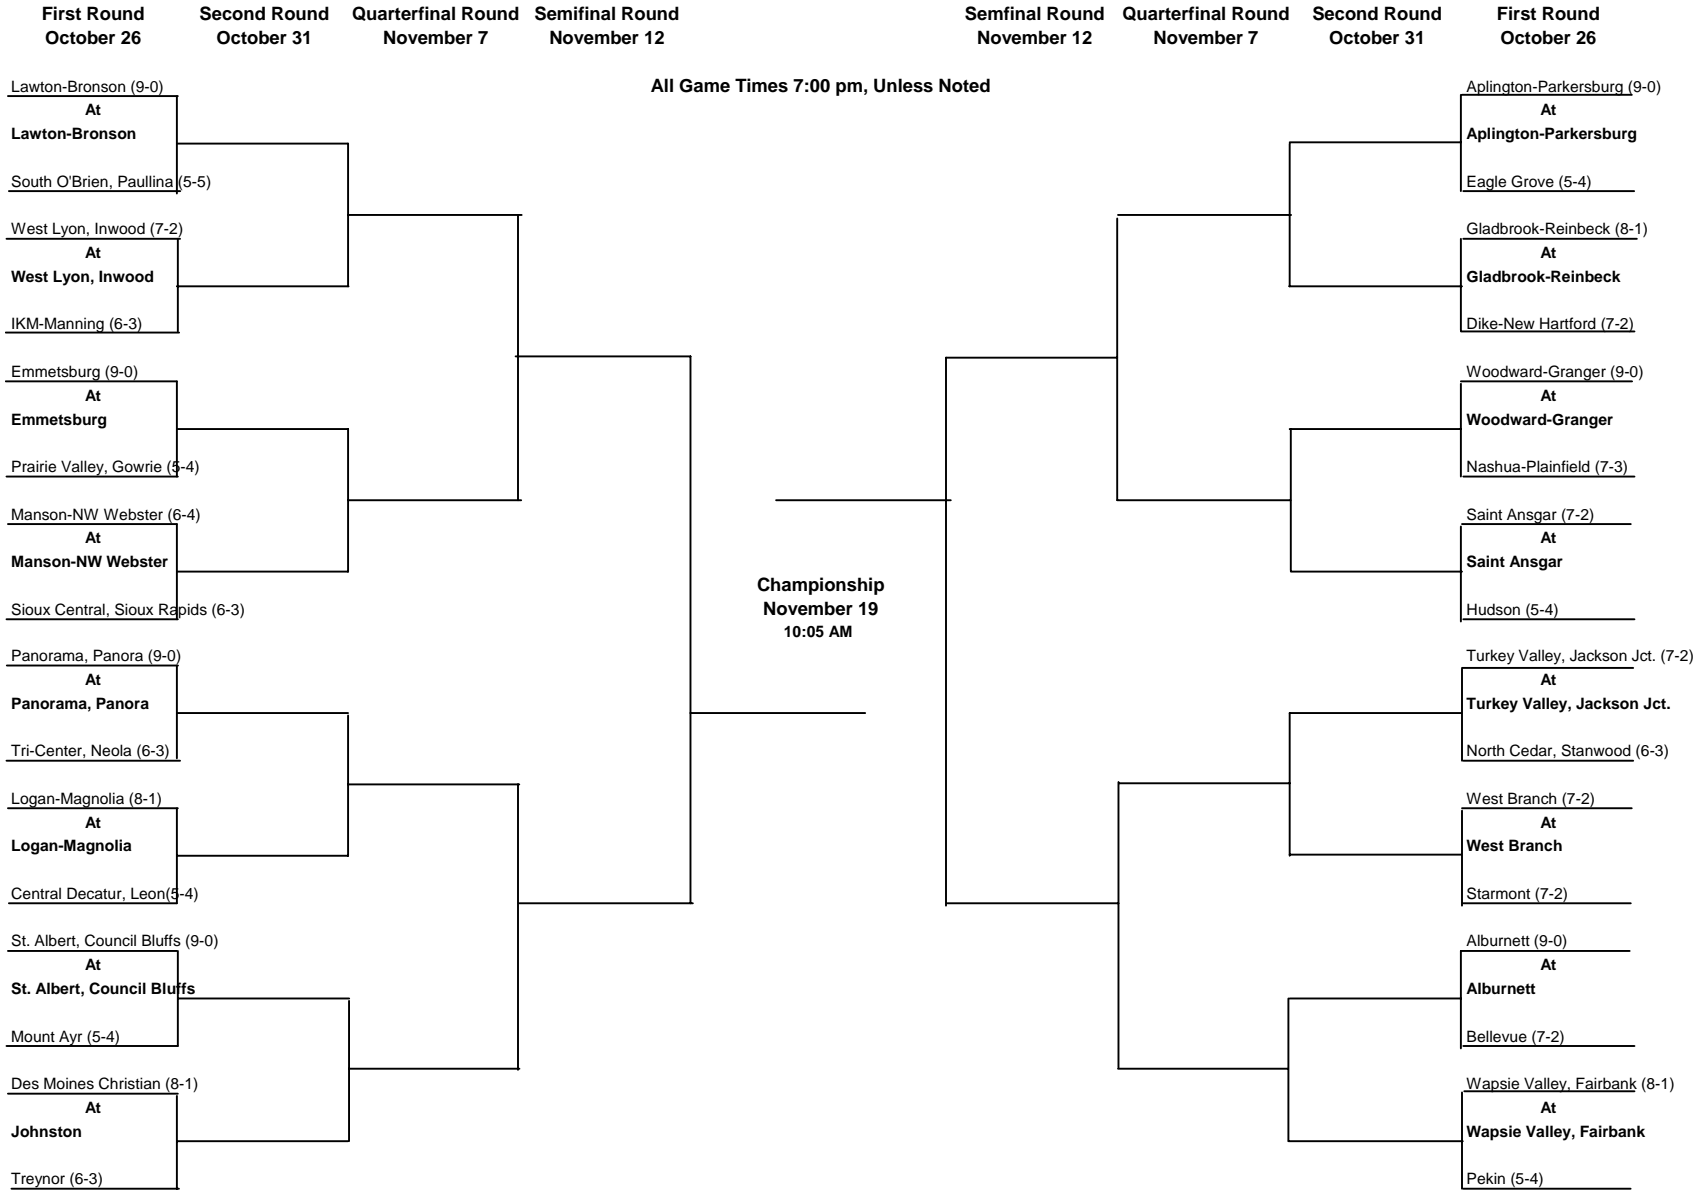 First Round
October 26
Second Round
October 31
Quarterfinal Round
November 7
Semifinal Round
November 12
Semfinal Round
November 12
Quarterfinal Round
November 7
Second Round
October 31
First Round
October 26
All Game Times 7:00 pm, Unless Noted
Lawton-Bronson (9-0)
At
Lawton-Bronson
South O'Brien, Paullina (5-5)
West Lyon, Inwood (7-2)
At
West Lyon, Inwood
IKM-Manning (6-3)
Emmetsburg (9-0)
At
Emmetsburg
Prairie Valley, Gowrie (5-4)
Manson-NW Webster (6-4)
At
Manson-NW Webster
Sioux Central, Sioux Rapids (6-3)
Panorama, Panora (9-0)
At
Panorama, Panora
Tri-Center, Neola (6-3)
Logan-Magnolia (8-1)
At
Logan-Magnolia
Central Decatur, Leon(5-4)
St. Albert, Council Bluffs (9-0)
At
St. Albert, Council Bluffs
Mount Ayr (5-4)
Des Moines Christian (8-1)
At
Johnston
Treynor (6-3)
Championship
November 19
10:05 AM
Aplington-Parkersburg (9-0)
At
Aplington-Parkersburg
Eagle Grove (5-4)
Gladbrook-Reinbeck (8-1)
At
Gladbrook-Reinbeck
Dike-New Hartford (7-2)
Woodward-Granger (9-0)
At
Woodward-Granger
Nashua-Plainfield (7-3)
Saint Ansgar (7-2)
At
Saint Ansgar
Hudson (5-4)
Turkey Valley, Jackson Jct. (7-2)
At
Turkey Valley, Jackson Jct.
North Cedar, Stanwood (6-3)
West Branch (7-2)
At
West Branch
Starmont (7-2)
Alburnett (9-0)
At
Alburnett
Bellevue (7-2)
Wapsie Valley, Fairbank (8-1)
At
Wapsie Valley, Fairbank
Pekin (5-4)